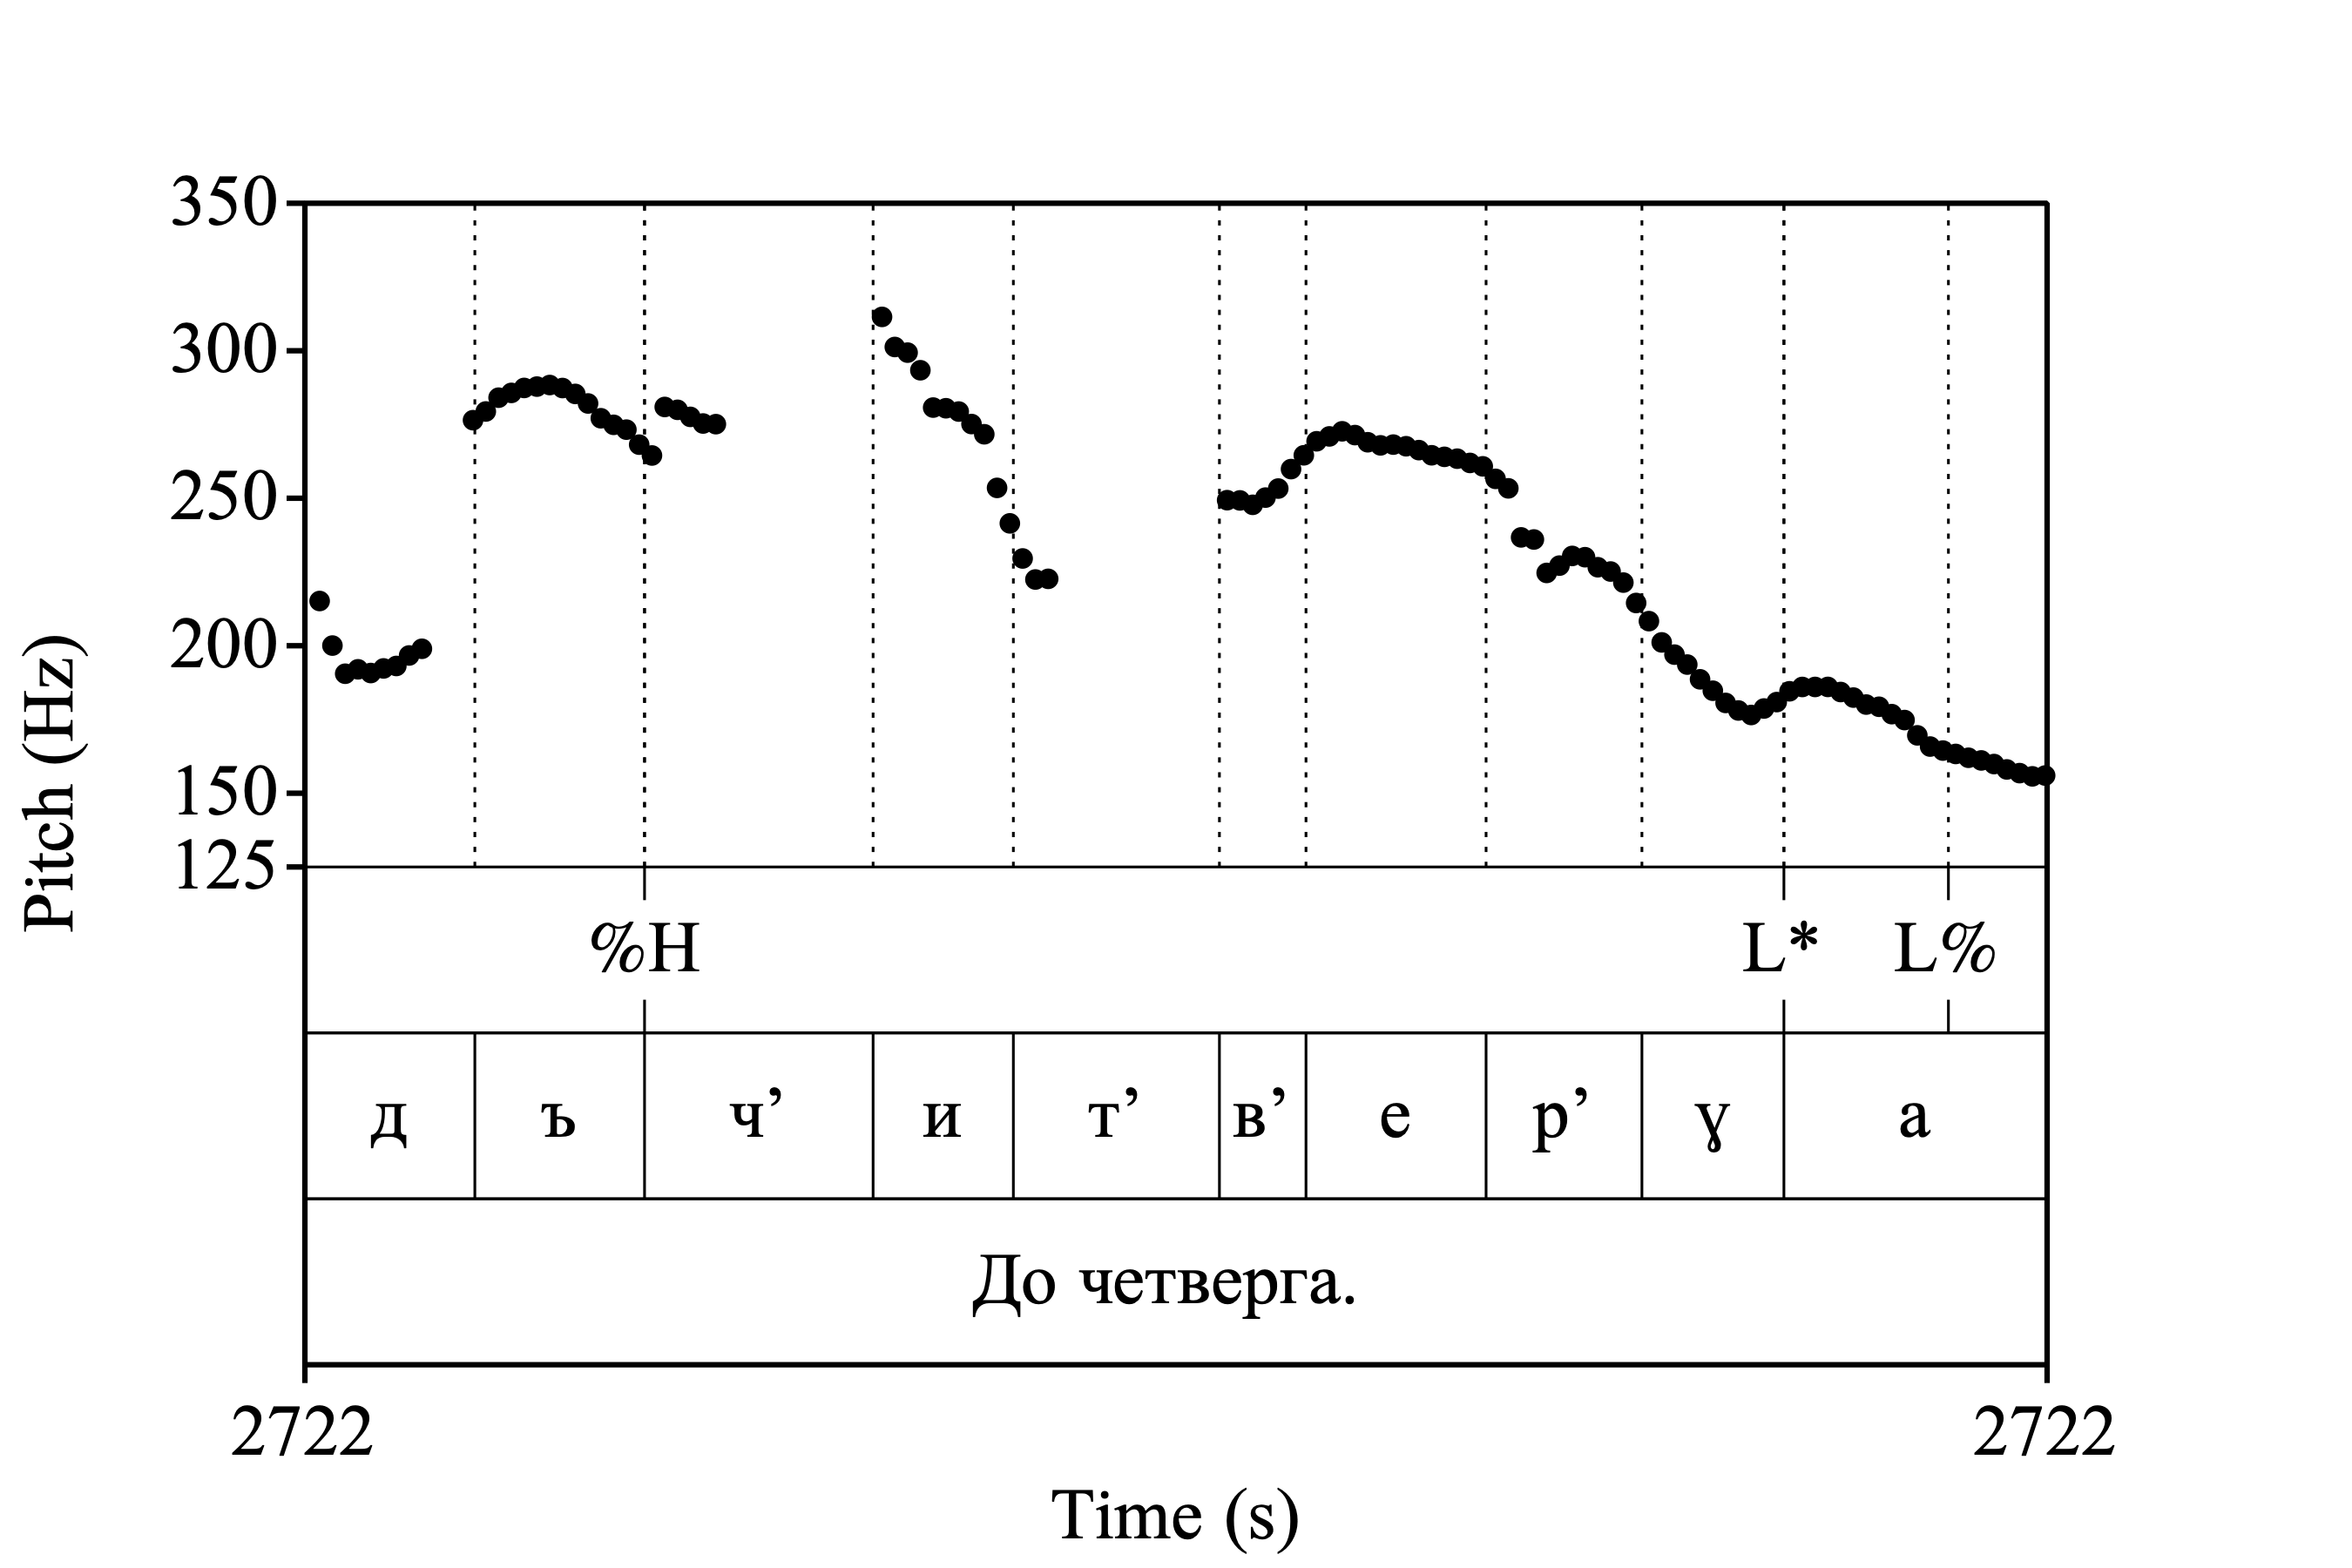 350
300
250
200
150
125
Pitch (Hz)
%H L* L%
д ъ ч’ и т’ в’ е р’ ɣ а
До четверга.
2722 2722
Time (s)